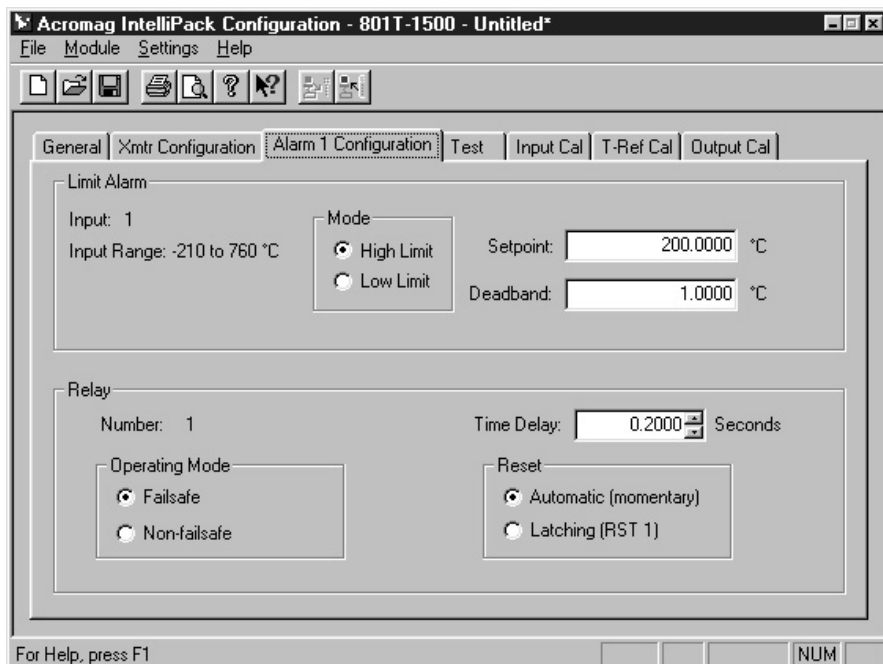 Acromag IntelliPack Configuration - 801T-1500 - Untitled*
File Module Settings Help
General Xmtr Configuration Alarm 1 Configuration Test Input Cal T-Ref Cal Output Cal
Limit Alarm
Input: 1
Input Range: -210 to 760 °C
Mode
High Limit
Low Limit
Setpoint: 200.0000 °C
Deadband: 1.0000 °C
Relay
Number: 1
Time Delay: 0.2000 Seconds
Operating Mode
Failsafe
Non-failsafe
Reset
Automatic (momentary)
Latching (RST 1)
For Help, press F1
NUM